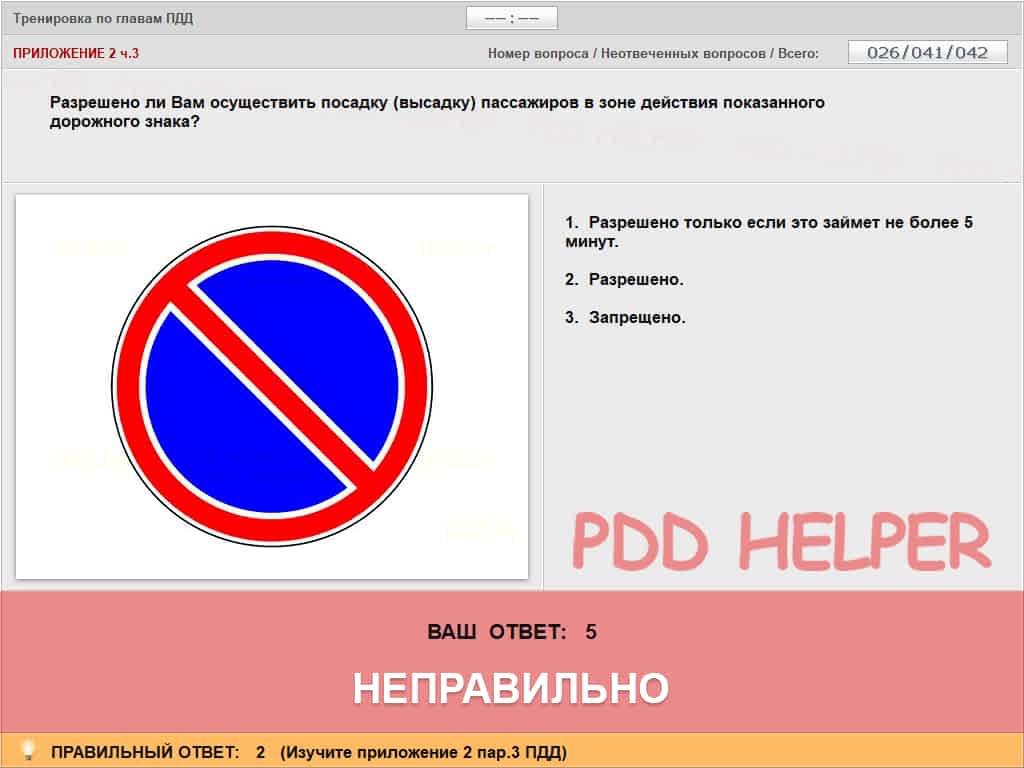 Тренировка по главам ПДД
—— : ——
ПРИЛОЖЕНИЕ 2 ч.3
Номер вопроса / Неотвеченных вопросов / Всего:
026/041/042
Разрешено ли Вам осуществить посадку (высадку) пассажиров в зоне действия показанного
дорожного знака?
1. Разрешено только если это займет не более 5
минут.
2. Разрешено.
3. Запрещено.
PDD HELPER
ВАШ ОТВЕТ: 5
НЕПРАВИЛЬНО
ПРАВИЛЬНЫЙ ОТВЕТ: 2 (Изучите приложение 2 пар.3 ПДД)